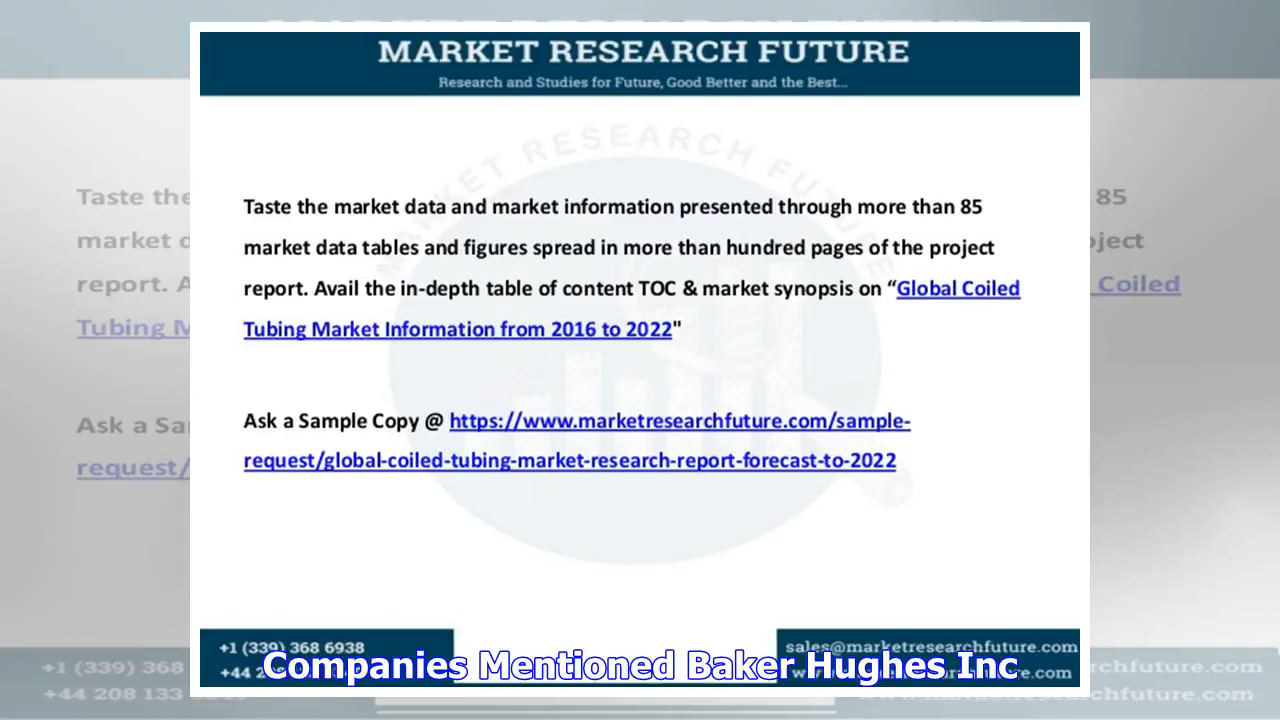 MARKET RESEARCH FUTURE
Research and Studies for Future, Good Better and the Best...
MARKET RESEARCH FUTURE
Taste the market data and market information presented through more than 85
market data tables and figures spread in more than hundred pages of the project
report. Avail the in-depth table of content TOC & market synopsis on “Global Coiled
Tubing Market Information from 2016 to 2022"
Ask a Sample Copy @ https://www.marketresearchfuture.com/sample-
request/global-coiled-tubing-market-research-report-forecast-to-2022
+1 (339) 368 6938
sales@marketresearchfuture.com
Companies Mentioned Baker Hughes Inc